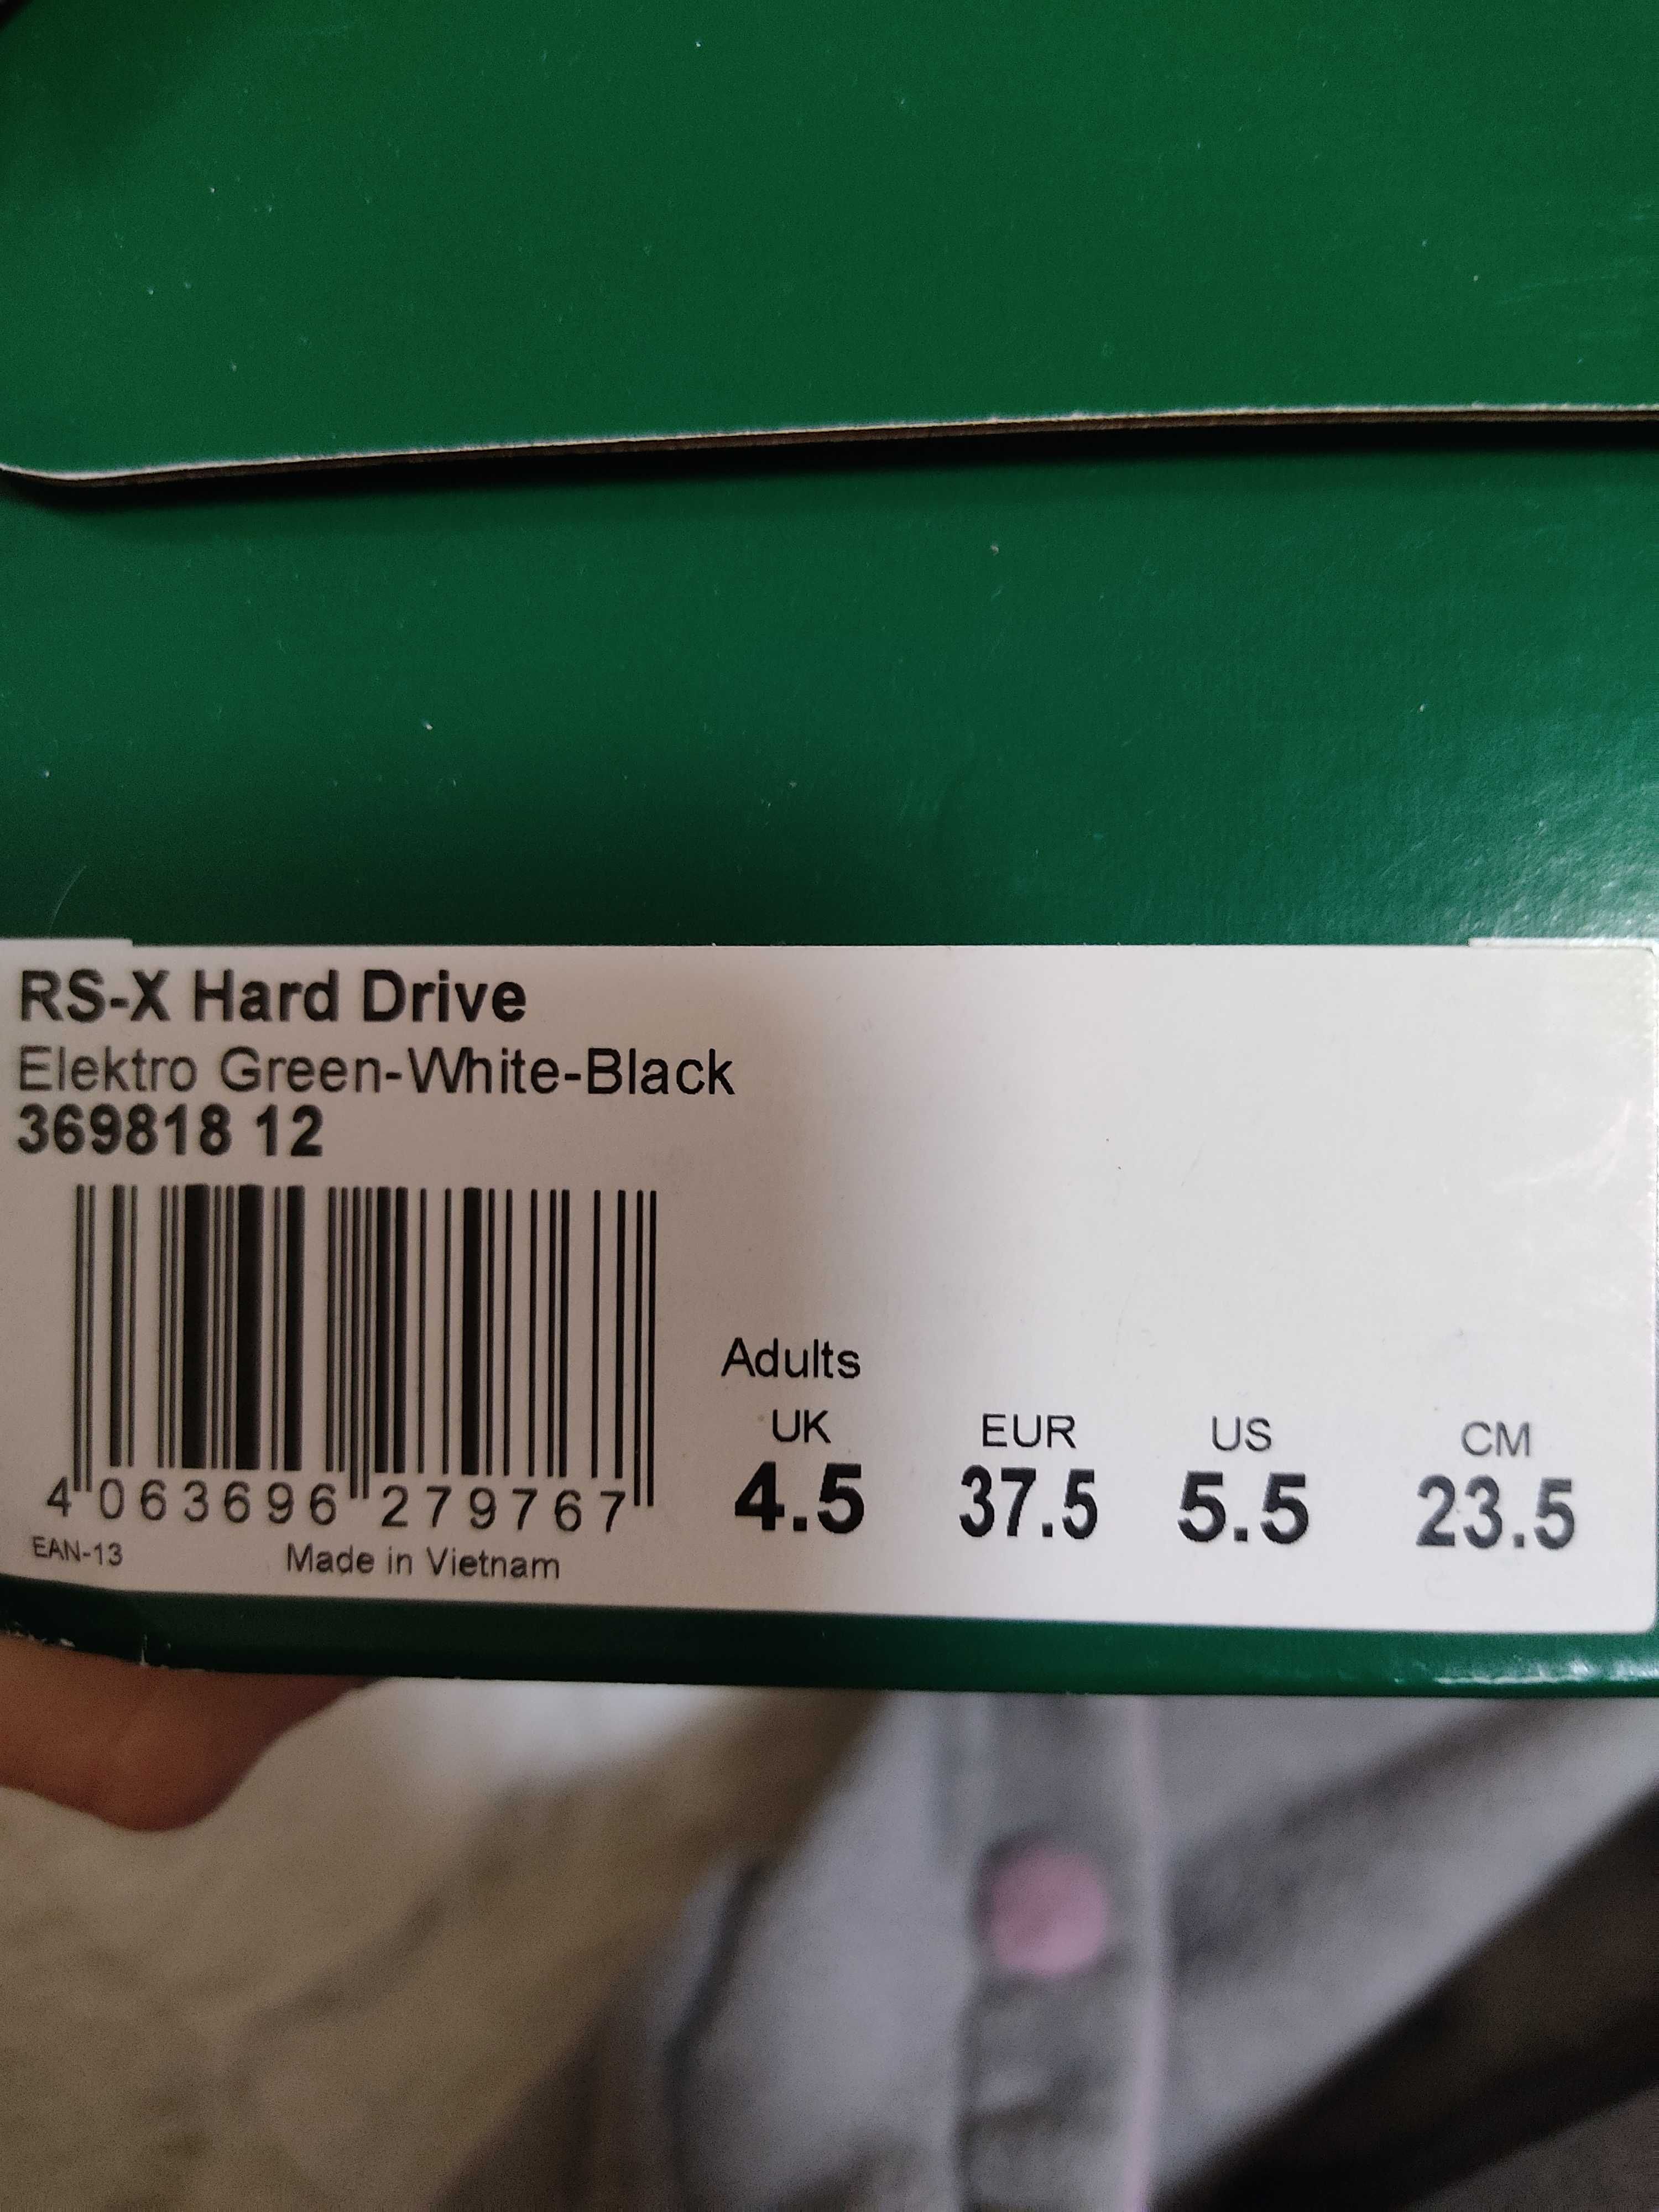 RS-X Hard Drive
Elektro Green-White-Black
369818 12
4 063696 279767
EAN-13 Made in Vietnam
Adults
UK EUR US CM
4.5 37.5 5.5 23.5